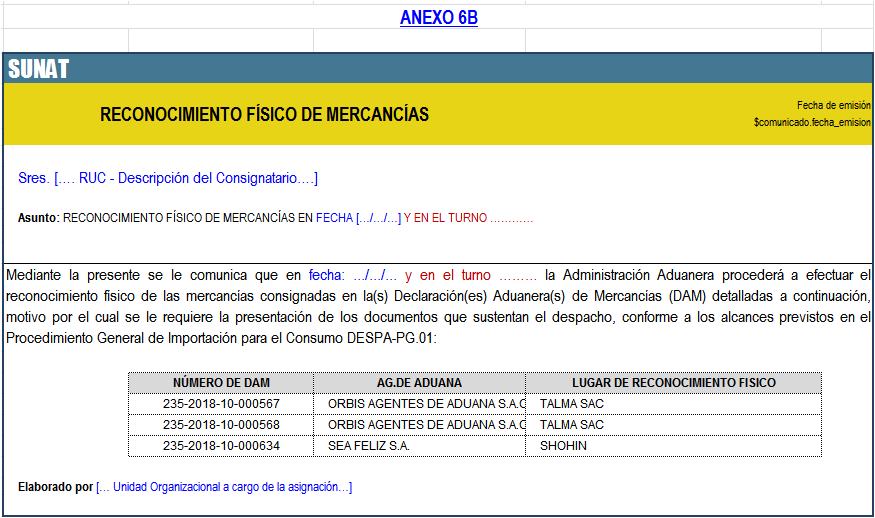 ANEXO 6B
SUNAT
RECONOCIMIENTO FÍSICO DE MERCANCÍAS
Fecha de emisión
$comunicado.fecha_emision
Sres. [.... RUC - Descripción del Consignatario....]
Asunto: RECONOCIMIENTO FÍSICO DE MERCANCÍAS EN FECHA [.../.../...] Y EN EL TURNO ............
Mediante la presente se le comunica que en fecha: .../.../... y en el turno ......... la Administración Aduanera procederá a efectuar el
reconocimiento físico de las mercancías consignadas en la(s) Declaración(es) Aduanera(s) de Mercancías (DAM) detalladas a continuación,
motivo por el cual se le requiere la presentación de los documentos que sustentan el despacho, conforme a los alcances previstos en el
Procedimiento General de Importación para el Consumo DESPA-PG.01:
NÚMERO DE DAM AG.DE ADUANA LUGAR DE RECONOCIMIENTO FISICO
235-2018-10-000567 ORBIS AGENTES DE ADUANA S.A.C TALMA SAC
235-2018-10-000568 ORBIS AGENTES DE ADUANA S.A.C TALMA SAC
235-2018-10-000634 SEA FELIZ S.A. SHOHIN
Elaborado por [... Unidad Organizacional a cargo de la asignación...]